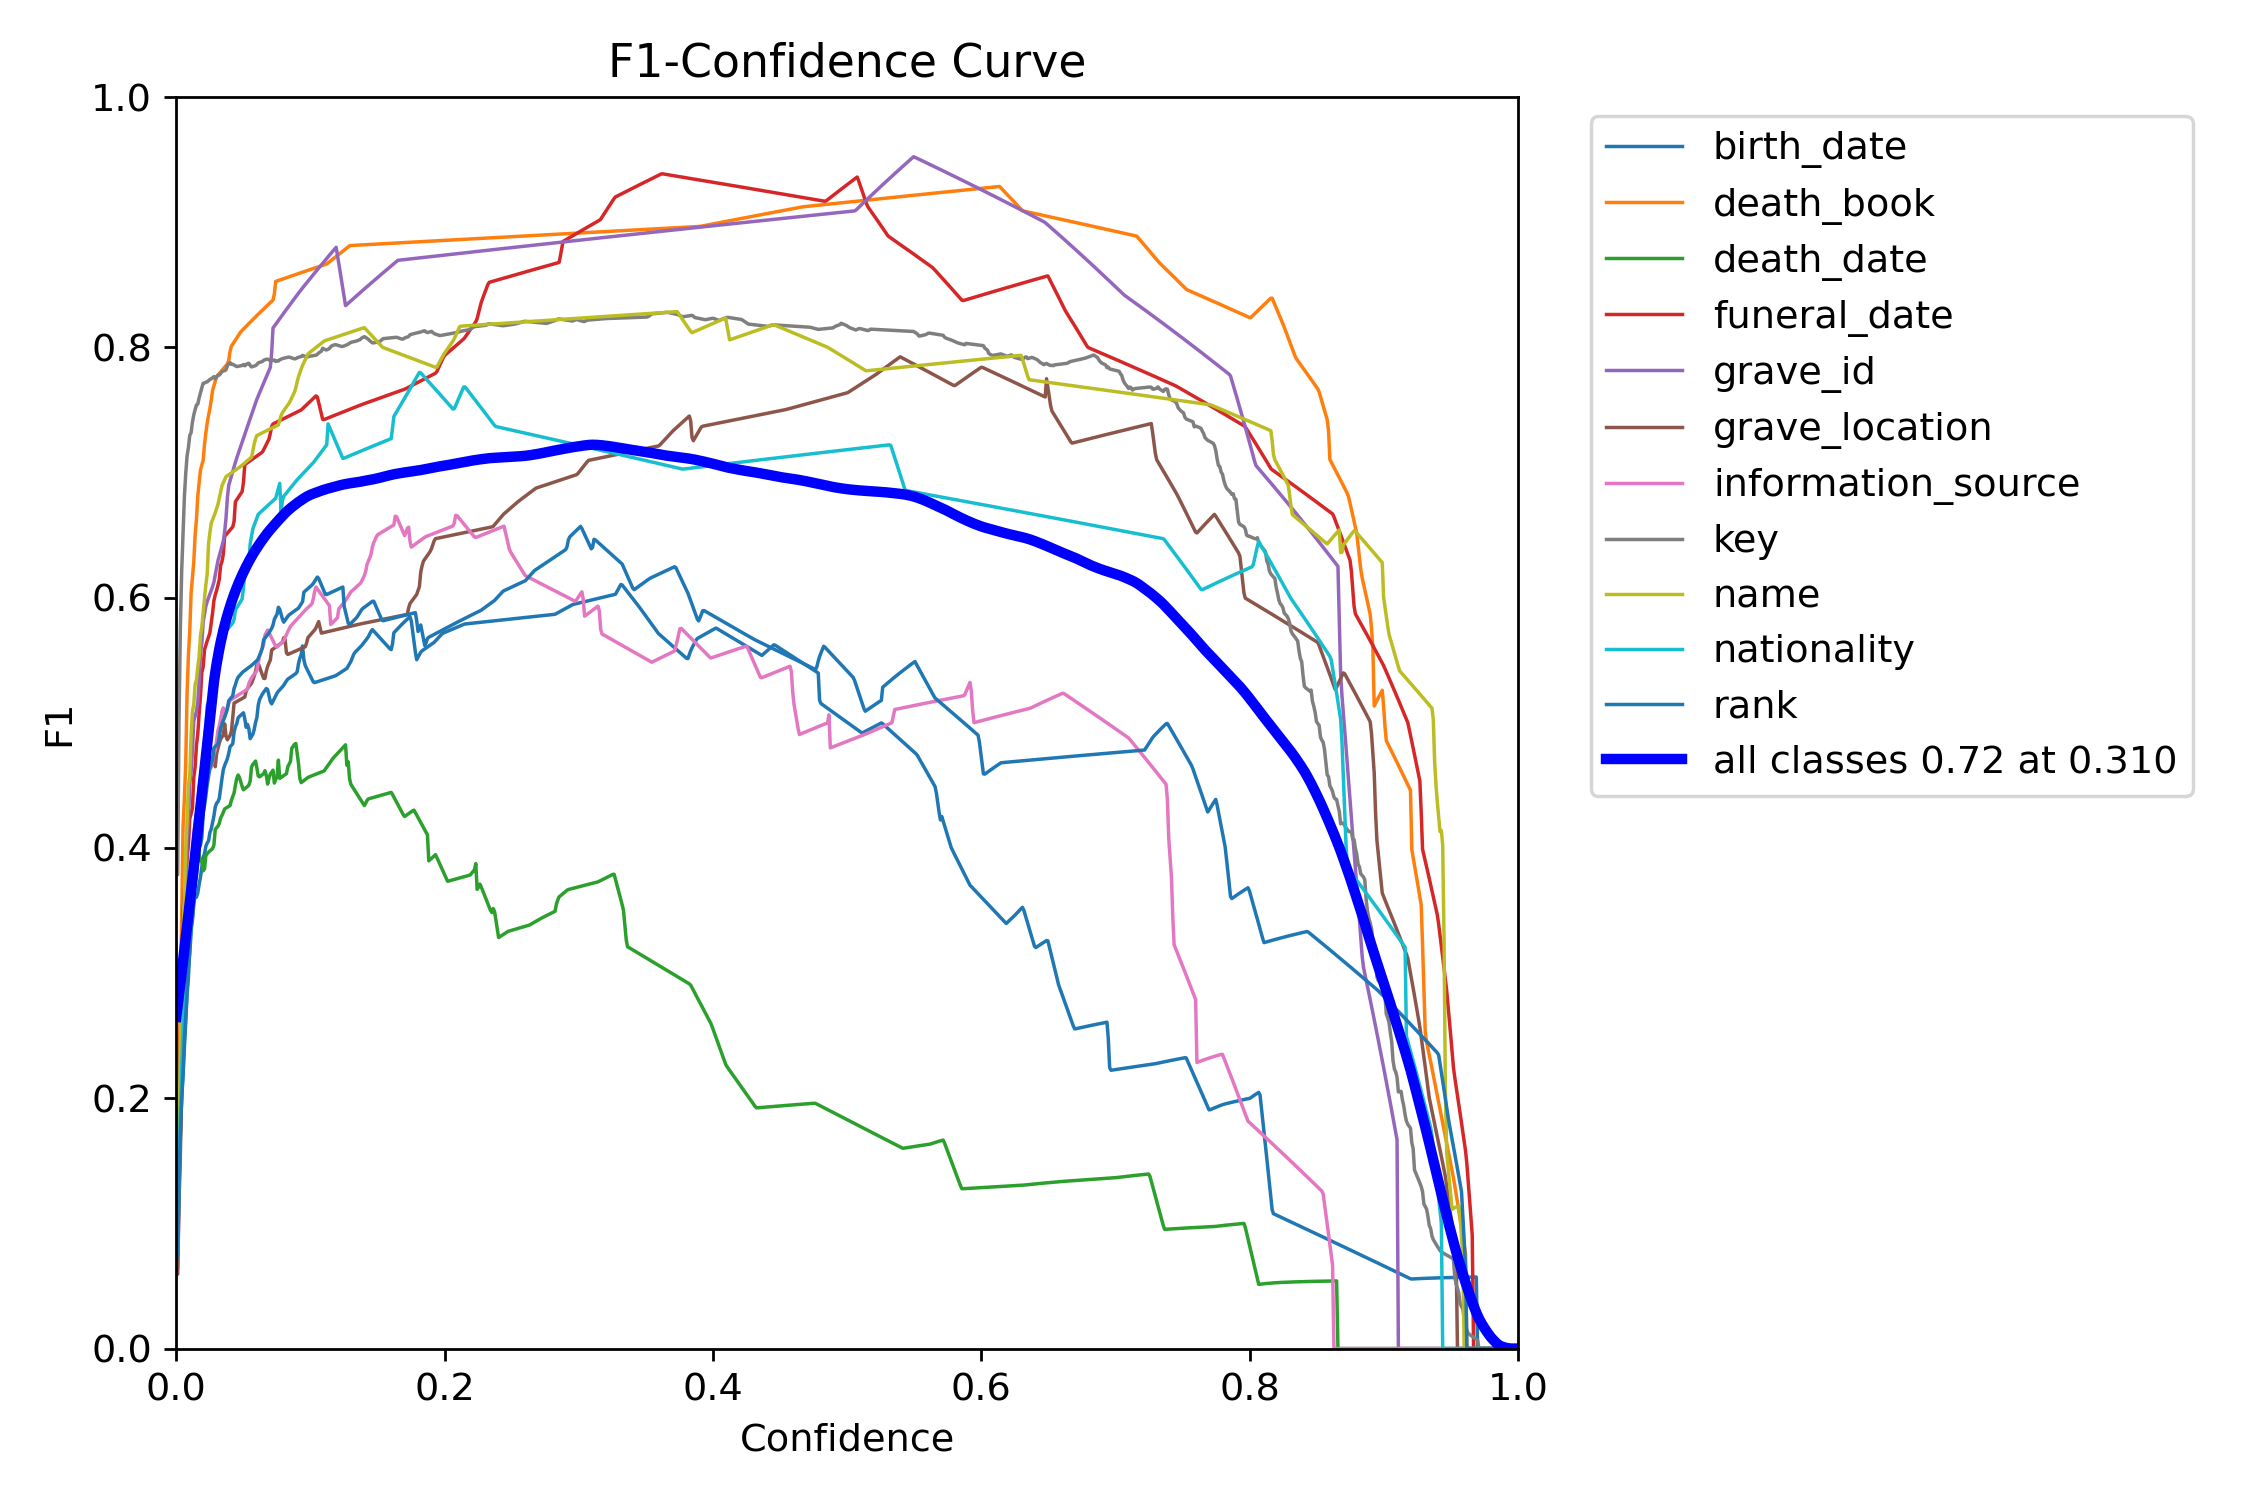 F1-Confidence Curve
1.0
0.8
0.6
0.4
0.2
0.0
F1
0.0 0.2 0.4 0.6 0.8 1.0
Confidence
birth_date
death_book
death_date
funeral_date
grave_id
grave_location
information_source
key
name
nationality
rank
all classes 0.72 at 0.310